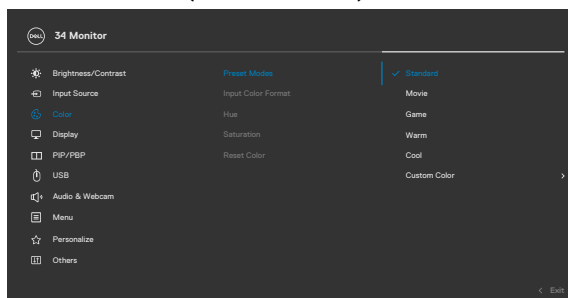 DELL
34 Monitor
Brightness/Contrast
Input Source
Color
Display
PIP/PBP
USB
Audio & Webcam
Menu
Personalize
Others
Preset Modes
Input Color Format
Hue
Saturation
Reset Color
Standard
Movie
Game
Warm
Cool
Custom Color
Exit